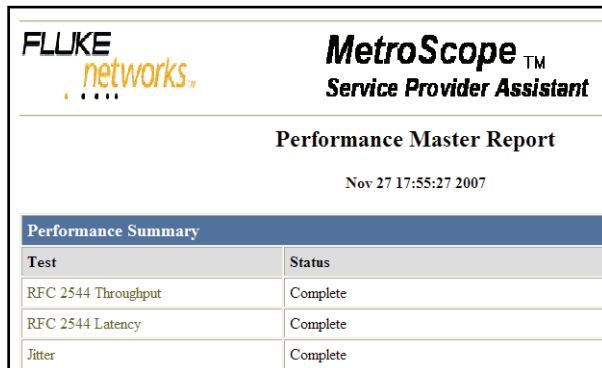 FLUKE
networks™
MetroScope TM
Service Provider Assistant
Performance Master Report
Nov 27 17:55:27 2007
Performance Summary
Test Status
RFC 2544 Throughput Complete
RFC 2544 Latency Complete
Jitter Complete